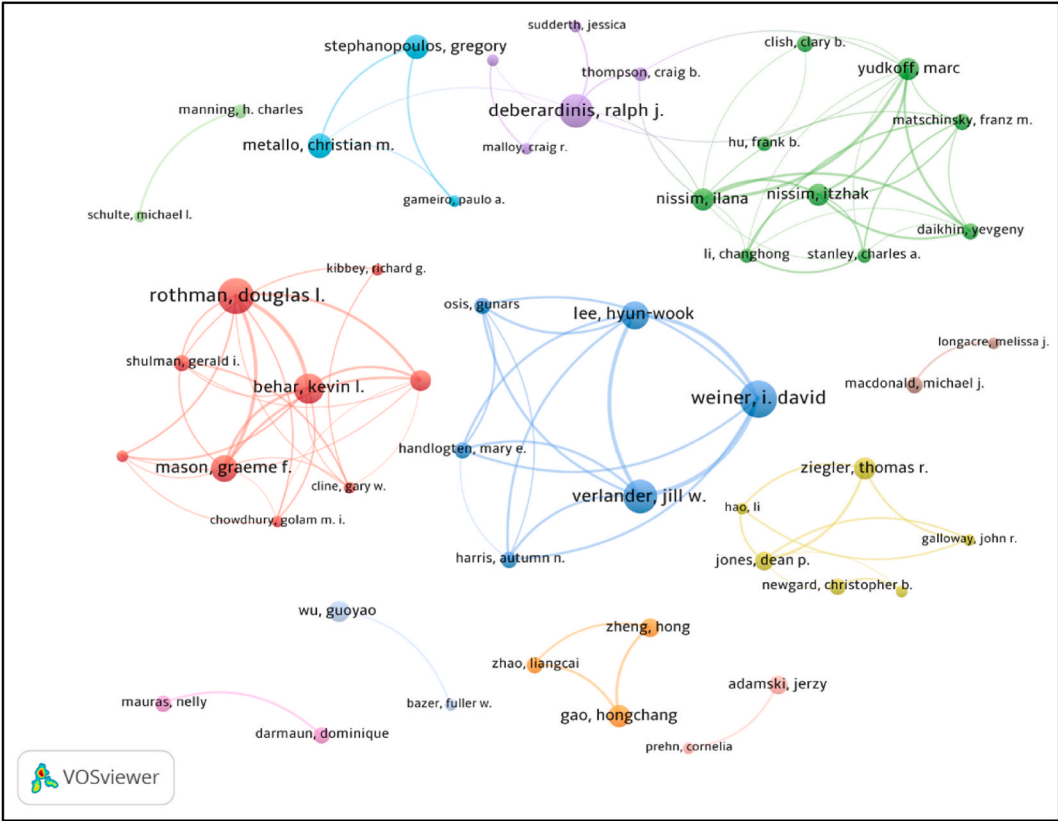 sudderth, jessica
stephanopoulos, gregory
clish, clary b.
thompson, craig b.
yudkoff, marc
manning, h. charles
deberardinis, ralph j.
matschinsky, franz m.
metallo, christian m.
malloy, craig r.
hu, frank b.
nissim, ilana
nissim, itzhak
gameiro, paulo a.
schulte, michael l.
daikhin, yevgeny
li, changhong
stanley, charles a.
kibbey, richard g.
rothman, douglas l.
osis, gunars
lee, hyun-wook
longacre, melissa j.
shulman, gerald i.
behar, kevin l.
macdonald, michael j.
weiner, i. david
handlogten, mary e.
mason, graeme f.
ziegler, thomas r.
cline, gary w.
verlander, jill w.
hao, li
chowdhury, golam m. i.
galloway, john r.
harris, autumn n.
jones, dean p.
newgard, christopher b.
wu, guoyao
zheng, hong
zhao, liangcai
adamski, jerzy
mauras, nelly
bazer, fuller w.
gao, hongchang
darmaun, dominique
prehn, cornelia
VOSviewer